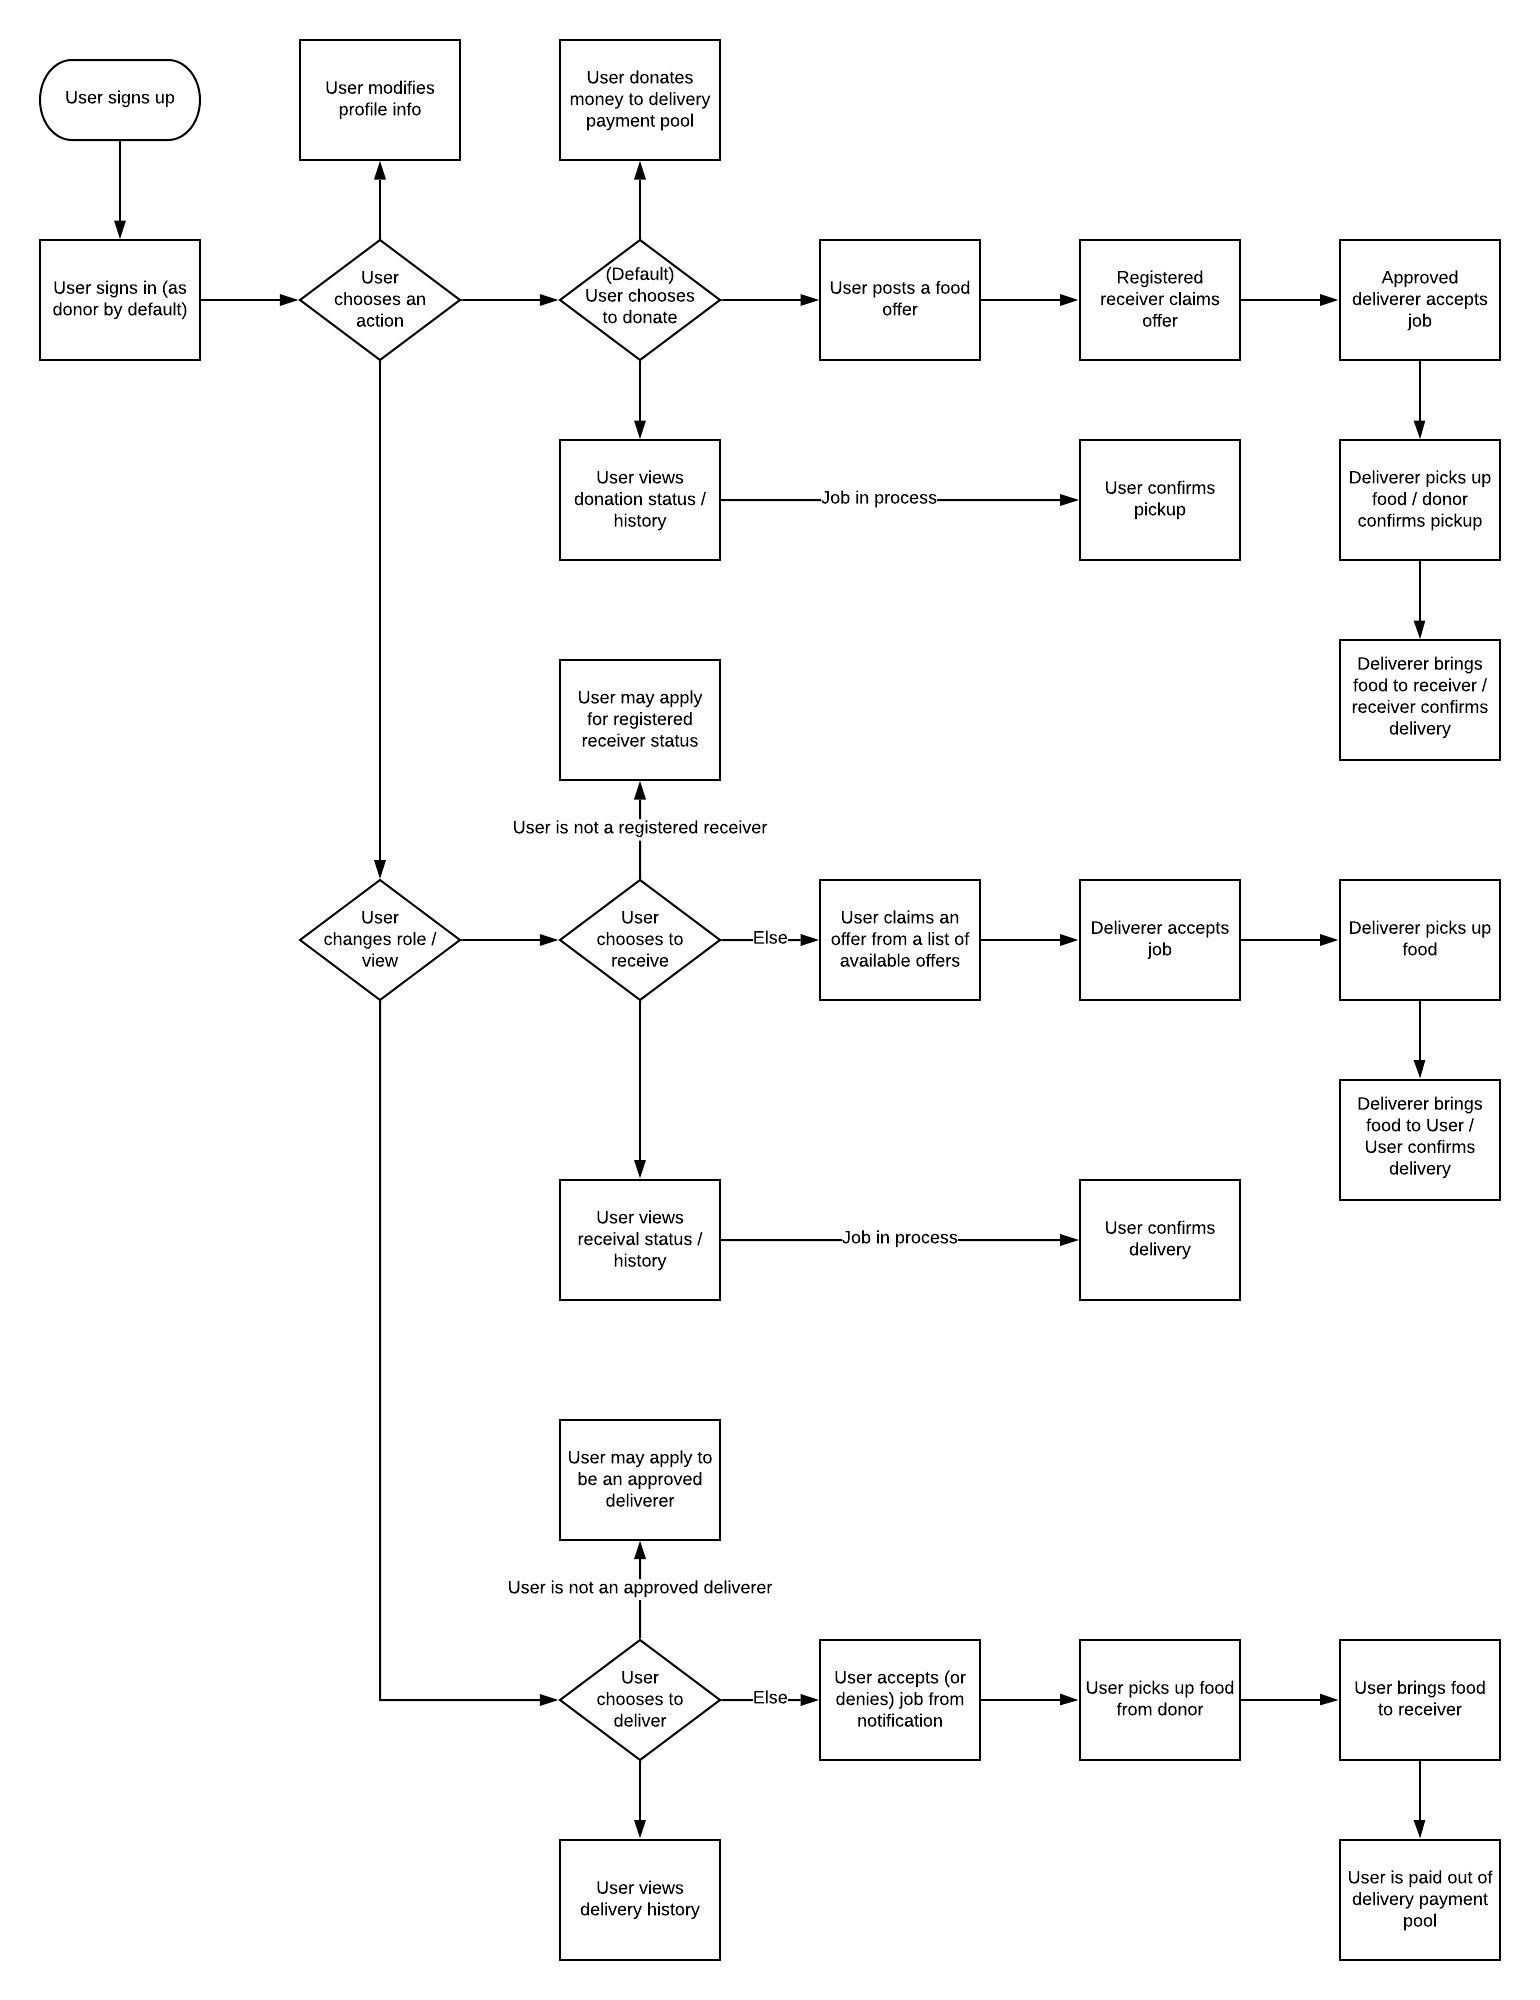 User signs up
User modifies
profile info
User donates
money to delivery
payment pool
User signs in (as
donor by default)
User
chooses an
action
(Default)
User chooses
to donate
User posts a food
offer
Registered
receiver claims
offer
Approved
deliverer accepts
job
User views
donation status /
history
Job in process
User confirms
pickup
Deliverer picks up
food / donor
confirms pickup
Deliverer brings
food to receiver /
receiver confirms
delivery
User may apply
for registered
receiver status
User is not a registered receiver
User
changes role /
view
User
chooses to
receive
Else
User claims an
offer from a list of
available offers
Deliverer accepts
job
Deliverer picks up
food
Deliverer brings
food to User /
User confirms
delivery
User views
receival status /
history
Job in process
User confirms
delivery
User may apply to
be an approved
deliverer
User is not an approved deliverer
User
chooses to
deliver
Else
User accepts (or
denies) job from
notification
User picks up food
from donor
User brings food
to receiver
User views
delivery history
User is paid out of
delivery payment
pool